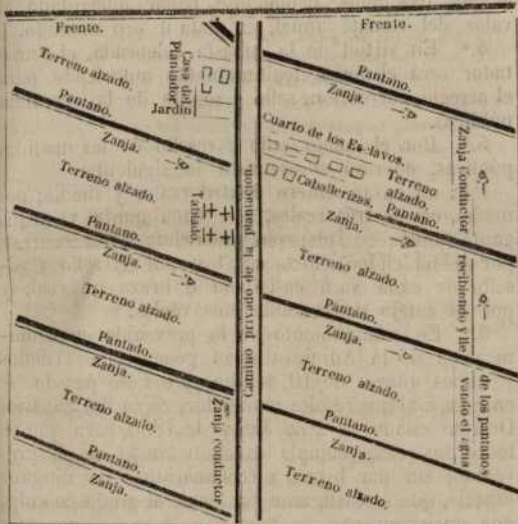 Frente.
Terreno alzado.
Casa del
Plantador
Jardin
Pantano.
Zanja.
Terreno alzado.
Tablado.
Pantano.
Zanja.
Terreno alzado.
Pantado.
Zanja.
Terreno alzado.
Zanja conductor
Pantano.
Zanja.
Camino privado de la plantacion.
Frente.
Pantano.
Zanja.
Cuarto de los Es-lavos.
Terreno
alzado.
Caballerizas.
Pantano.
Zanja.
Terreno alzado.
Pantano.
Zanja.
Terreno alzado.
Pantano.
Zanja.
Terreno alzado.
Zanja conductor
recibiendo y lle
vando el agua
de los pantanos